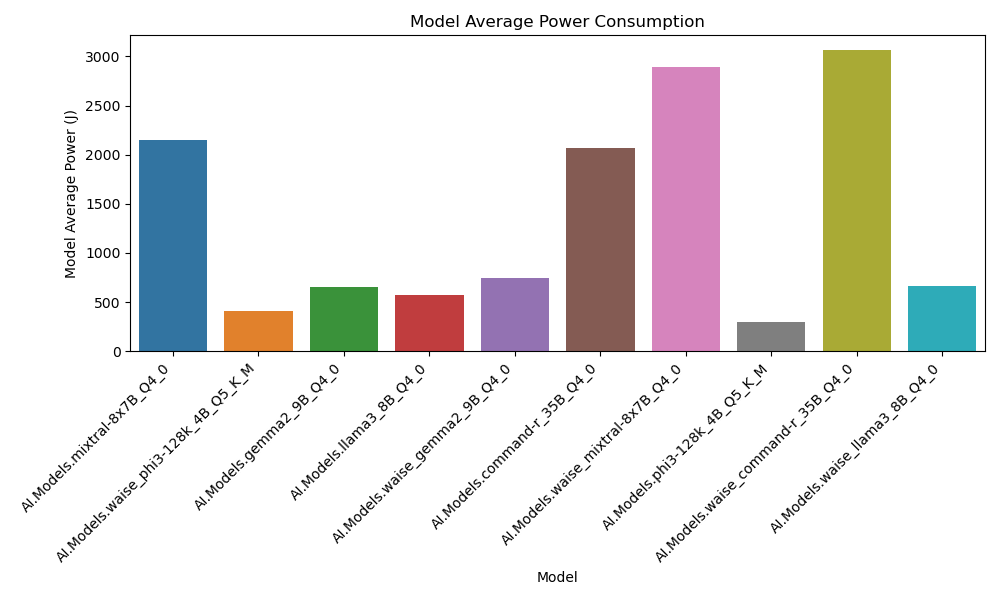 Model Average Power Consumption
Model Average Power (J)
3000
2500
2000
1500
1000
500
0
AI.Models.mixtral-8x7B_Q4_0
AI.Models.waise_phi3-128k_4B_Q5_K_M
AI.Models.gemma2_9B_Q4_0
AI.Models.llama3_8B_Q4_0
AI.Models.waise_gemma2_9B_Q4_0
AI.Models.command-r_35B_Q4_0
AI.Models.waise_mixtral-8x7B_Q4_0
AI.Models.phi3-128k_4B_Q5_K_M
AI.Models.waise_command-r_35B_Q4_0
AI.Models.waise_llama3_8B_Q4_0
Model